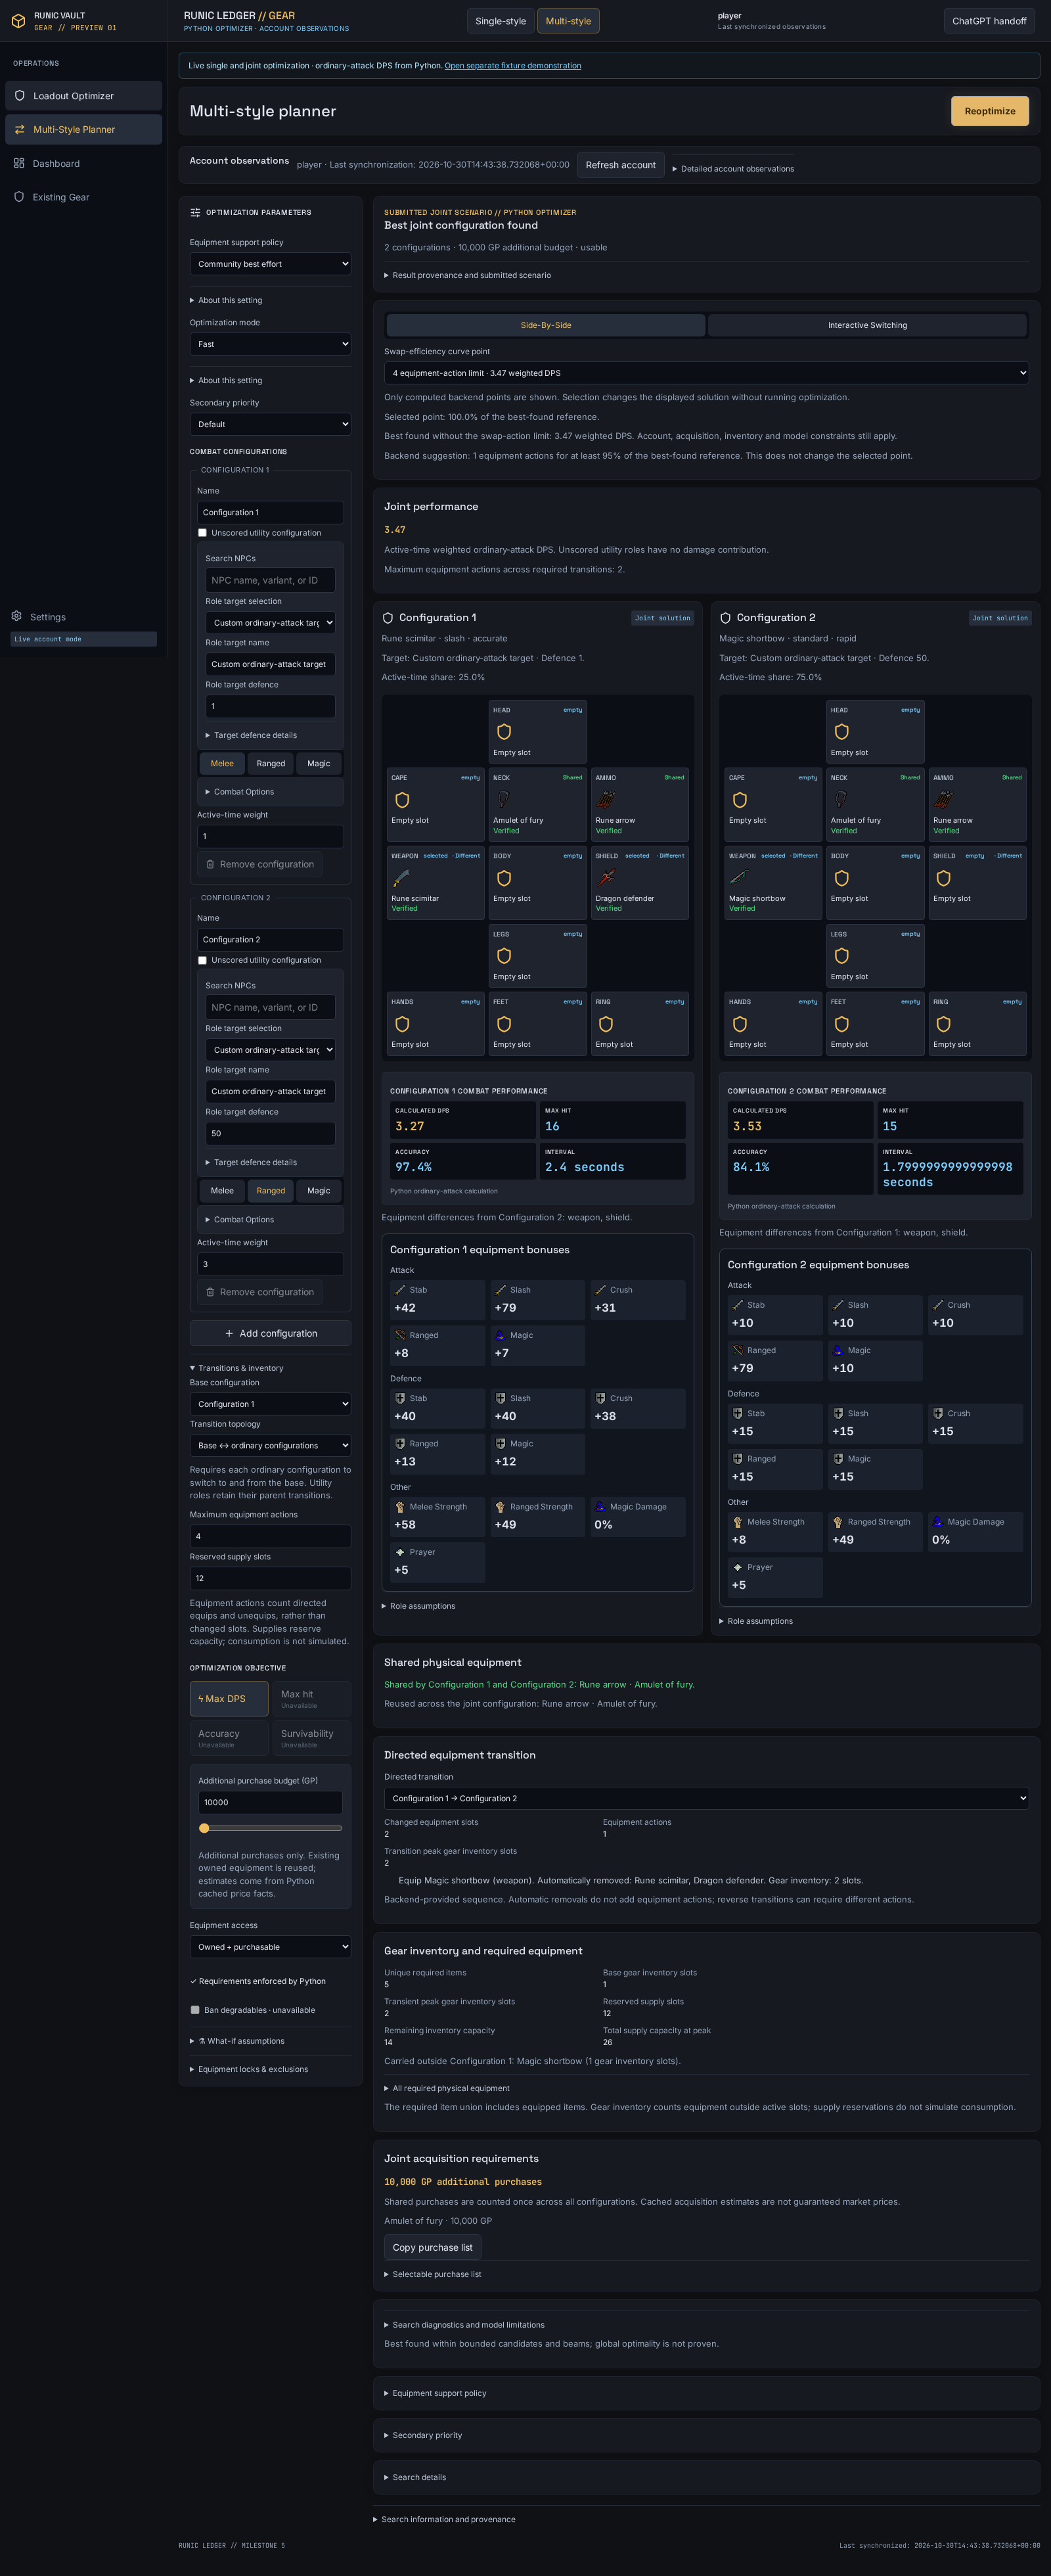 RUNIC VAULT
GEAR // PREVIEW 01
RUNIC LEDGER // GEAR
PYTHON OPTIMIZER · ACCOUNT OBSERVATIONS
Single-style
Multi-style
player
Last synchronized observations
ChatGPT handoff
OPERATIONS
Loadout Optimizer
Multi-Style Planner
Dashboard
Existing Gear
Settings
Live account mode
Live single and joint optimization · ordinary-attack DPS from Python. Open separate fixture demonstration
Multi-style planner
Reoptimize
Account observations
player · Last synchronization: 2026-10-30T14:43:38.732068+00:00
Refresh account
▶ Detailed account observations
OPTIMIZATION PARAMETERS
Equipment support policy
Community best effort
▶ About this setting
Optimization mode
Fast
▶ About this setting
Secondary priority
Default
COMBAT CONFIGURATIONS
CONFIGURATION 1
Name
Configuration 1
Unscored utility configuration
Search NPCs
NPC name, variant, or ID
Role target selection
Custom ordinary-attack targ
Role target name
Custom ordinary-attack target
Role target defence
1
▶ Target defence details
Melee
Ranged
Magic
▶ Combat Options
Active-time weight
1
Remove configuration
CONFIGURATION 2
Name
Configuration 2
Unscored utility configuration
Search NPCs
NPC name, variant, or ID
Role target selection
Custom ordinary-attack targ
Role target name
Custom ordinary-attack target
Role target defence
50
▶ Target defence details
Melee
Ranged
Magic
▶ Combat Options
Active-time weight
3
Remove configuration
+ Add configuration
▼ Transitions & inventory
Base configuration
Configuration 1
Transition topology
Base ↔ ordinary configurations
Requires each ordinary configuration to
switch to and from the base. Utility
roles retain their parent transitions.
Maximum equipment actions
4
Reserved supply slots
12
Equipment actions count directed
equips and unequips, rather than
changed slots. Supplies reserve
capacity; consumption is not simulated.
OPTIMIZATION OBJECTIVE
ϟ Max DPS
Max hit
Unavailable
Accuracy
Unavailable
Survivability
Unavailable
Additional purchase budget (GP)
10000
Additional purchases only. Existing
owned equipment is reused;
estimates come from Python
cached price facts.
Equipment access
Owned + purchasable
✓ Requirements enforced by Python
Ban degradables · unavailable
▶ ⚗ What-if assumptions
▶ Equipment locks & exclusions
SUBMITTED JOINT SCENARIO // PYTHON OPTIMIZER
Best joint configuration found
2 configurations · 10,000 GP additional budget · usable
▶ Result provenance and submitted scenario
Side-By-Side
Interactive Switching
Swap-efficiency curve point
4 equipment-action limit · 3.47 weighted DPS
Only computed backend points are shown. Selection changes the displayed solution without running optimization.
Selected point: 100.0% of the best-found reference.
Best found without the swap-action limit: 3.47 weighted DPS. Account, acquisition, inventory and model constraints still apply.
Backend suggestion: 1 equipment actions for at least 95% of the best-found reference. This does not change the selected point.
Joint performance
3.47
Active-time weighted ordinary-attack DPS. Unscored utility roles have no damage contribution.
Maximum equipment actions across required transitions: 2.
Configuration 1
Joint solution
Rune scimitar · slash · accurate
Target: Custom ordinary-attack target · Defence 1.
Active-time share: 25.0%
HEAD empty
Empty slot
CAPE empty
Empty slot
NECK Shared
Amulet of fury
Verified
AMMO Shared
Rune arrow
Verified
WEAPON selected · Different
Rune scimitar
Verified
BODY empty
Empty slot
SHIELD selected · Different
Dragon defender
Verified
LEGS empty
Empty slot
HANDS empty
Empty slot
FEET empty
Empty slot
RING empty
Empty slot
CONFIGURATION 1 COMBAT PERFORMANCE
CALCULATED DPS
3.27
MAX HIT
16
ACCURACY
97.4%
INTERVAL
2.4 seconds
Python ordinary-attack calculation
Equipment differences from Configuration 2: weapon, shield.
Configuration 1 equipment bonuses
Attack
Stab
+42
Slash
+79
Crush
+31
Ranged
+8
Magic
+7
Defence
Stab
+40
Slash
+40
Crush
+38
Ranged
+13
Magic
+12
Other
Melee Strength
+58
Ranged Strength
+49
Magic Damage
0%
Prayer
+5
▶ Role assumptions
Configuration 2
Joint solution
Magic shortbow · standard · rapid
Target: Custom ordinary-attack target · Defence 50.
Active-time share: 75.0%
HEAD empty
Empty slot
CAPE empty
Empty slot
NECK Shared
Amulet of fury
Verified
AMMO Shared
Rune arrow
Verified
WEAPON selected · Different
Magic shortbow
Verified
BODY empty
Empty slot
SHIELD empty · Different
Empty slot
LEGS empty
Empty slot
HANDS empty
Empty slot
FEET empty
Empty slot
RING empty
Empty slot
CONFIGURATION 2 COMBAT PERFORMANCE
CALCULATED DPS
3.53
MAX HIT
15
ACCURACY
84.1%
INTERVAL
1.7999999999999998
seconds
Python ordinary-attack calculation
Equipment differences from Configuration 1: weapon, shield.
Configuration 2 equipment bonuses
Attack
Stab
+10
Slash
+10
Crush
+10
Ranged
+79
Magic
+10
Defence
Stab
+15
Slash
+15
Crush
+15
Ranged
+15
Magic
+15
Other
Melee Strength
+8
Ranged Strength
+49
Magic Damage
0%
Prayer
+5
▶ Role assumptions
Shared physical equipment
Shared by Configuration 1 and Configuration 2: Rune arrow · Amulet of fury.
Reused across the joint configuration: Rune arrow · Amulet of fury.
Directed equipment transition
Directed transition
Configuration 1 → Configuration 2
Changed equipment slots
2
Equipment actions
1
Transition peak gear inventory slots
2
Equip Magic shortbow (weapon). Automatically removed: Rune scimitar, Dragon defender. Gear inventory: 2 slots.
Backend-provided sequence. Automatic removals do not add equipment actions; reverse transitions can require different actions.
Gear inventory and required equipment
Unique required items
5
Base gear inventory slots
1
Transient peak gear inventory slots
2
Reserved supply slots
12
Remaining inventory capacity
14
Total supply capacity at peak
26
Carried outside Configuration 1: Magic shortbow (1 gear inventory slots).
▶ All required physical equipment
The required item union includes equipped items. Gear inventory counts equipment outside active slots; supply reservations do not simulate consumption.
Joint acquisition requirements
10,000 GP additional purchases
Shared purchases are counted once across all configurations. Cached acquisition estimates are not guaranteed market prices.
Amulet of fury · 10,000 GP
Copy purchase list
▶ Selectable purchase list
▶ Search diagnostics and model limitations
Best found within bounded candidates and beams; global optimality is not proven.
▶ Equipment support policy
▶ Secondary priority
▶ Search details
▶ Search information and provenance
RUNIC LEDGER // MILESTONE 5
Last synchronized: 2026-10-30T14:43:38.732068+00:00